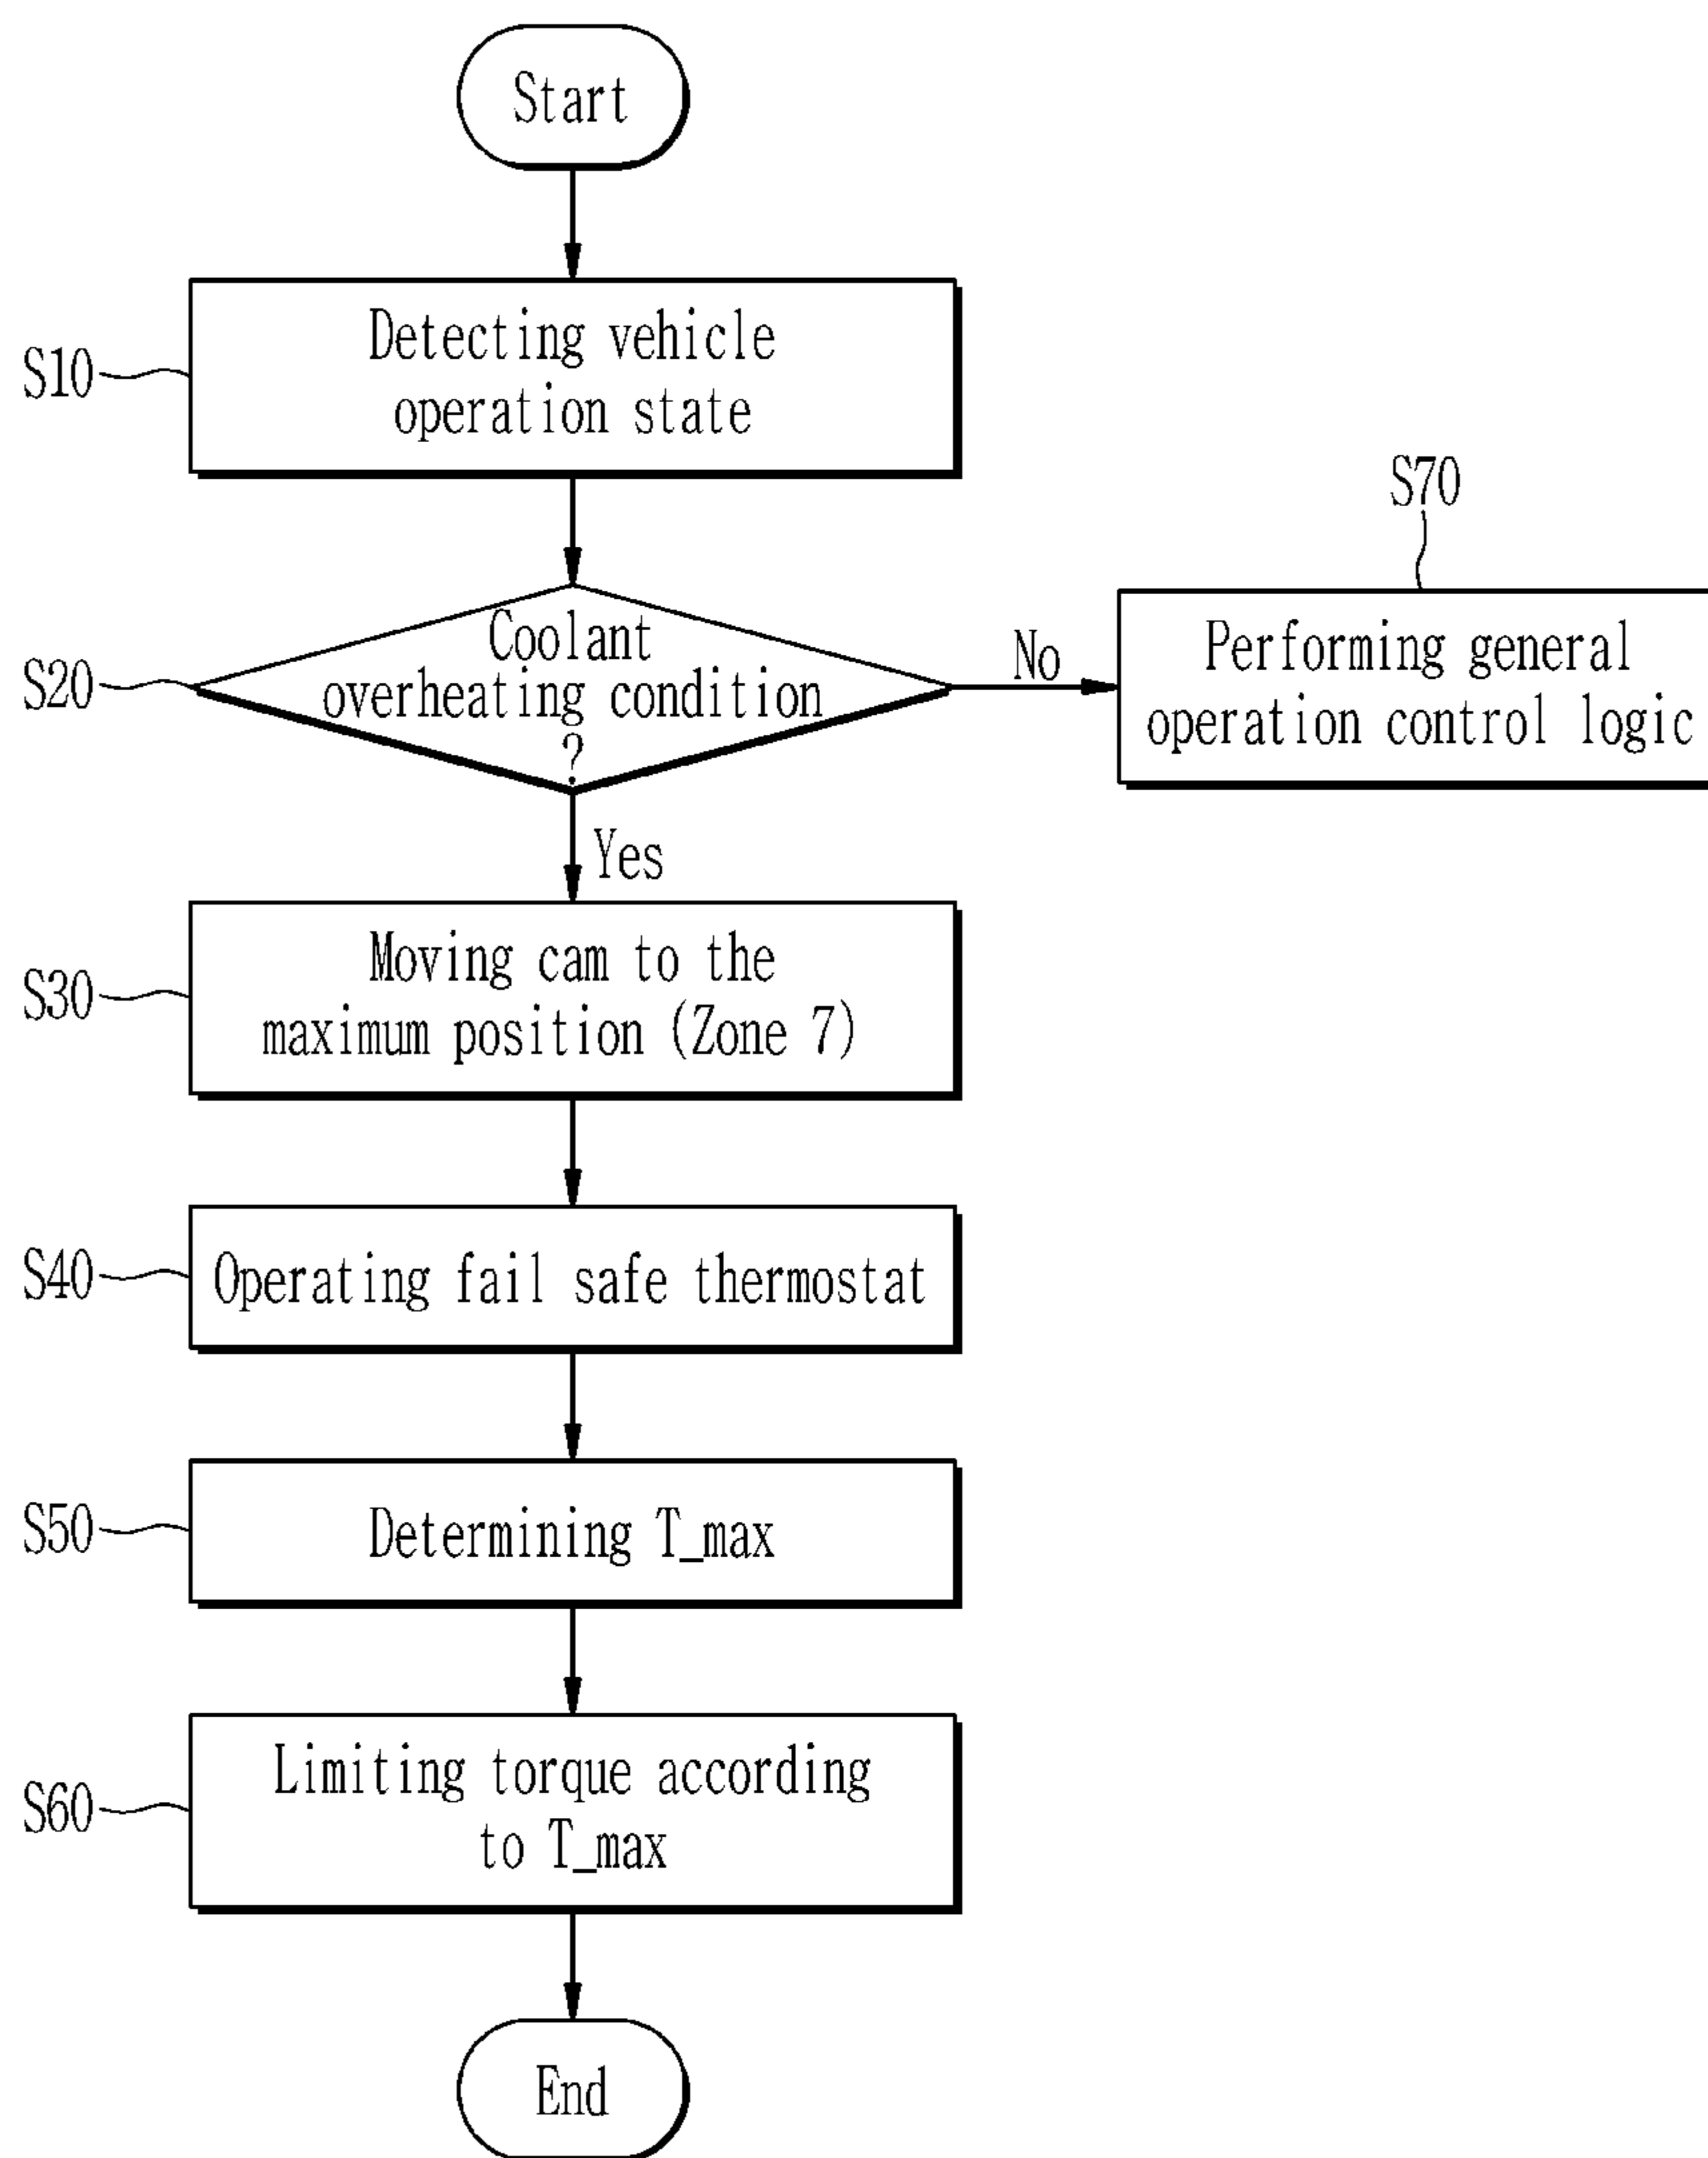 Start
S10
Detecting vehicle
operation state
S20
Coolant
overheating condition
?
No
S70
Performing general
operation control logic
Yes
S30
Moving cam to the
maximum position (Zone 7)
S40
Operating fail safe thermostat
S50
Determining T_max
S60
Limiting torque according
to T_max
End